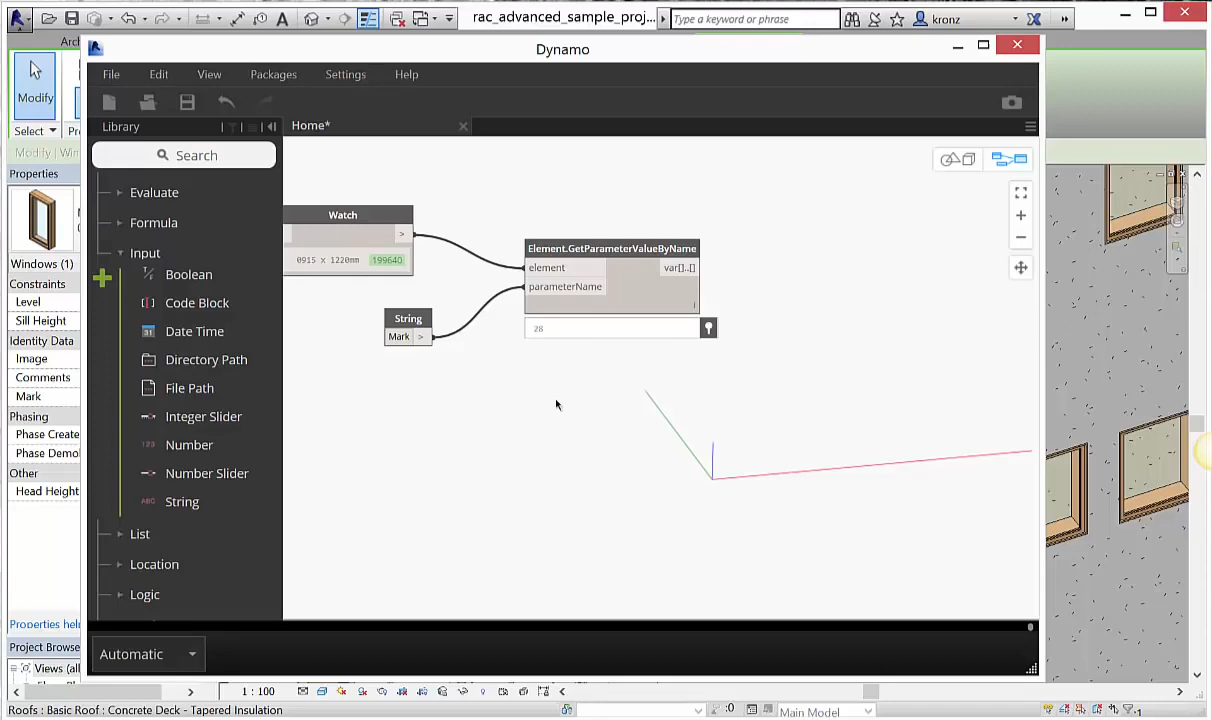 rac_advanced_sample_proj...
Type a keyword or phrase
kronz
Dynamo
Modify
Select
File Edit View Packages Settings Help
Library
Home*
Search
Properties
Windows (1)
Constraints
Level
Sill Height
Identity Data
Image
Comments
Mark
Phasing
Phase Create
Phase Demol
Other
Head Height
Properties help
Project Browse
Views (all
Evaluate
Formula
Input
Boolean
Code Block
Date Time
Directory Path
File Path
Integer Slider
Number
Number Slider
String
List
Location
Logic
Watch
>
0915 x 1220mm 199640
String
Mark >
Element.GetParameterValueByName
element var[]..[]
parameterName
28
Automatic
1 : 100
Roofs : Basic Roof : Concrete Deck - Tapered Insulation
:0
Main Model